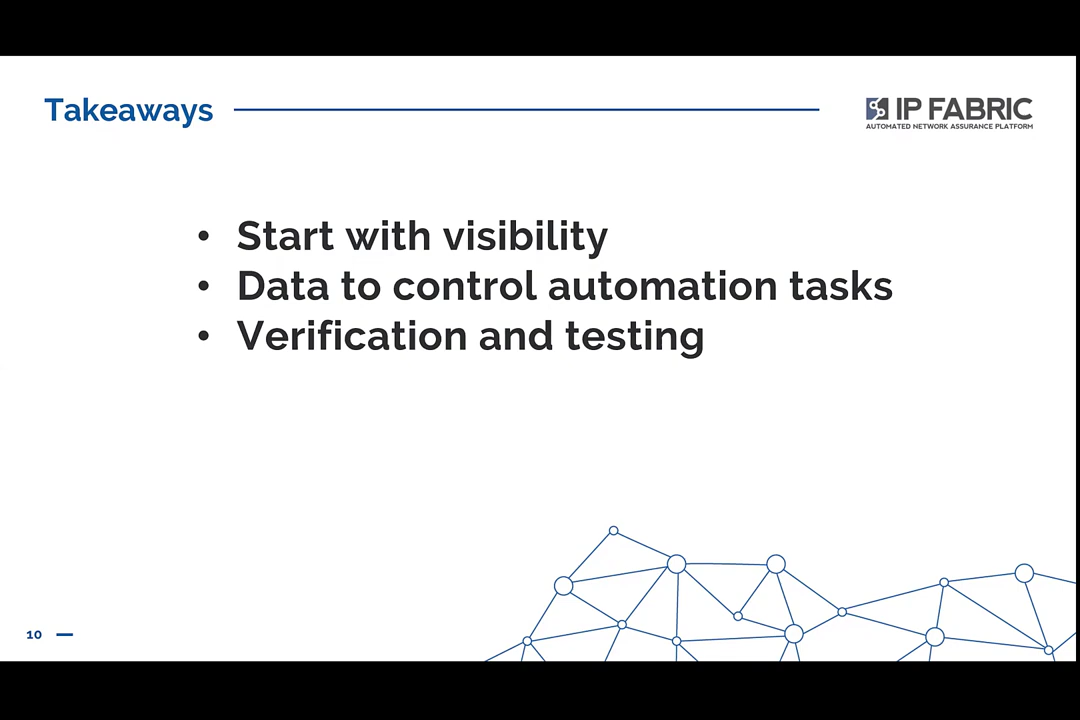 Takeaways
IP FABRIC
AUTOMATED NETWORK ASSURANCE PLATFORM
• Start with visibility
• Data to control automation tasks
• Verification and testing
10